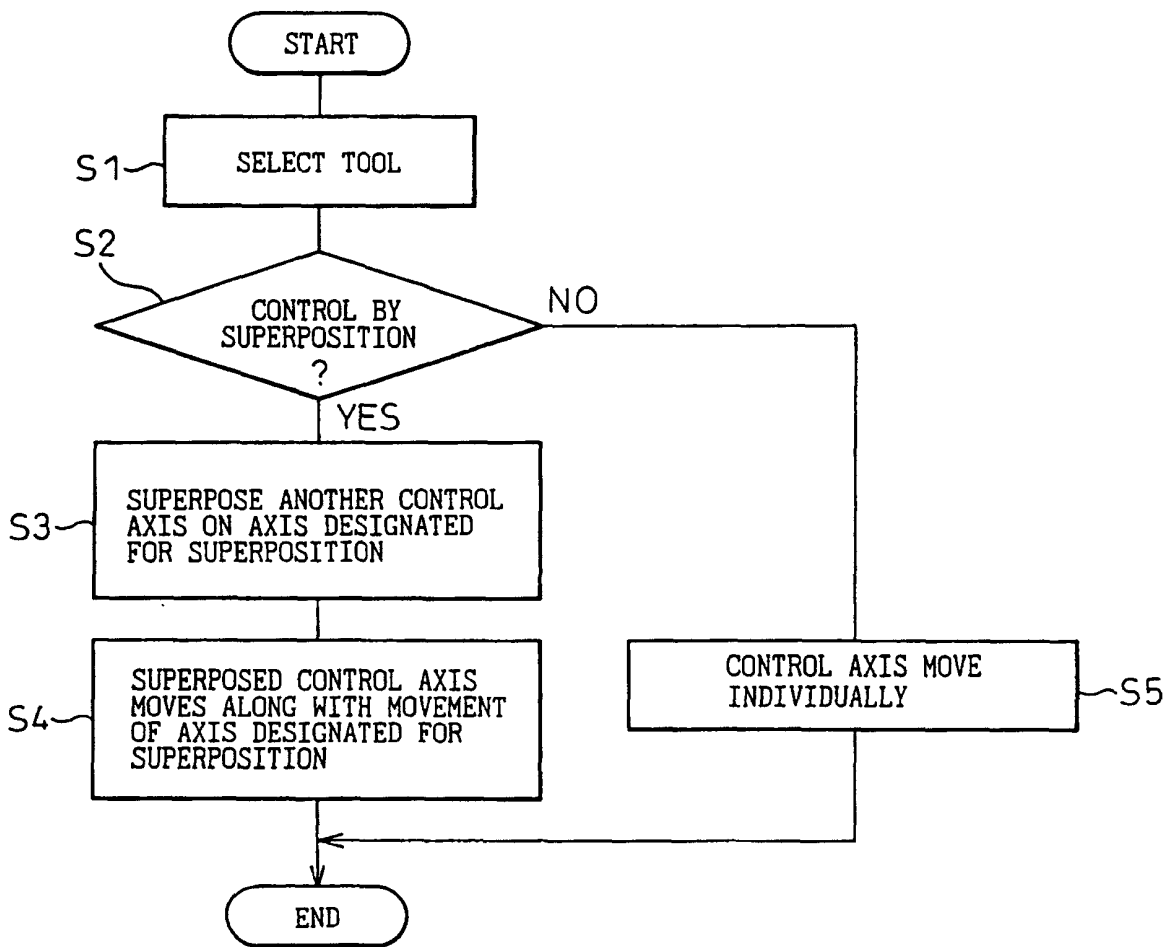 START
S1
SELECT TOOL
S2
CONTROL BY
SUPERPOSITION
?
NO
YES
S3
SUPERPOSE ANOTHER CONTROL
AXIS ON AXIS DESIGNATED
FOR SUPERPOSITION
S4
SUPERPOSED CONTROL AXIS
MOVES ALONG WITH MOVEMENT
OF AXIS DESIGNATED FOR
SUPERPOSITION
CONTROL AXIS MOVE
INDIVIDUALLY
S5
END